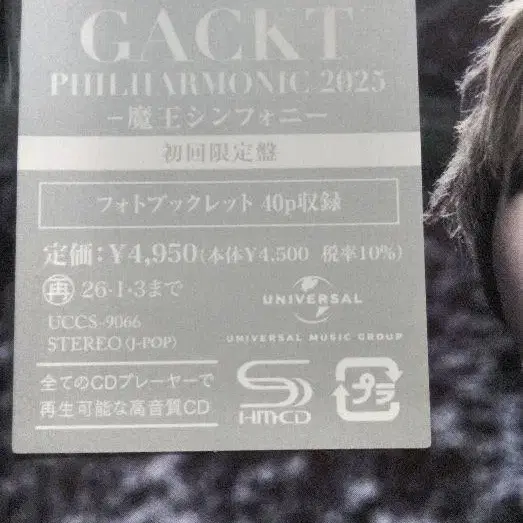 GACKT
PHILHARMONIC 2025
-魔王シンフォニー-
初回限定盤
フォトブックレット 40p収録
定価:¥4,950(本体¥4,500 税率10%)
再 26・1・3まで
UNIVERSAL
UCCS-9066
UNIVERSAL MUSIC GROUP
STEREO (J-POP)
全てのCDプレーヤーで
再生可能な高音質CD
HMCD
プラ